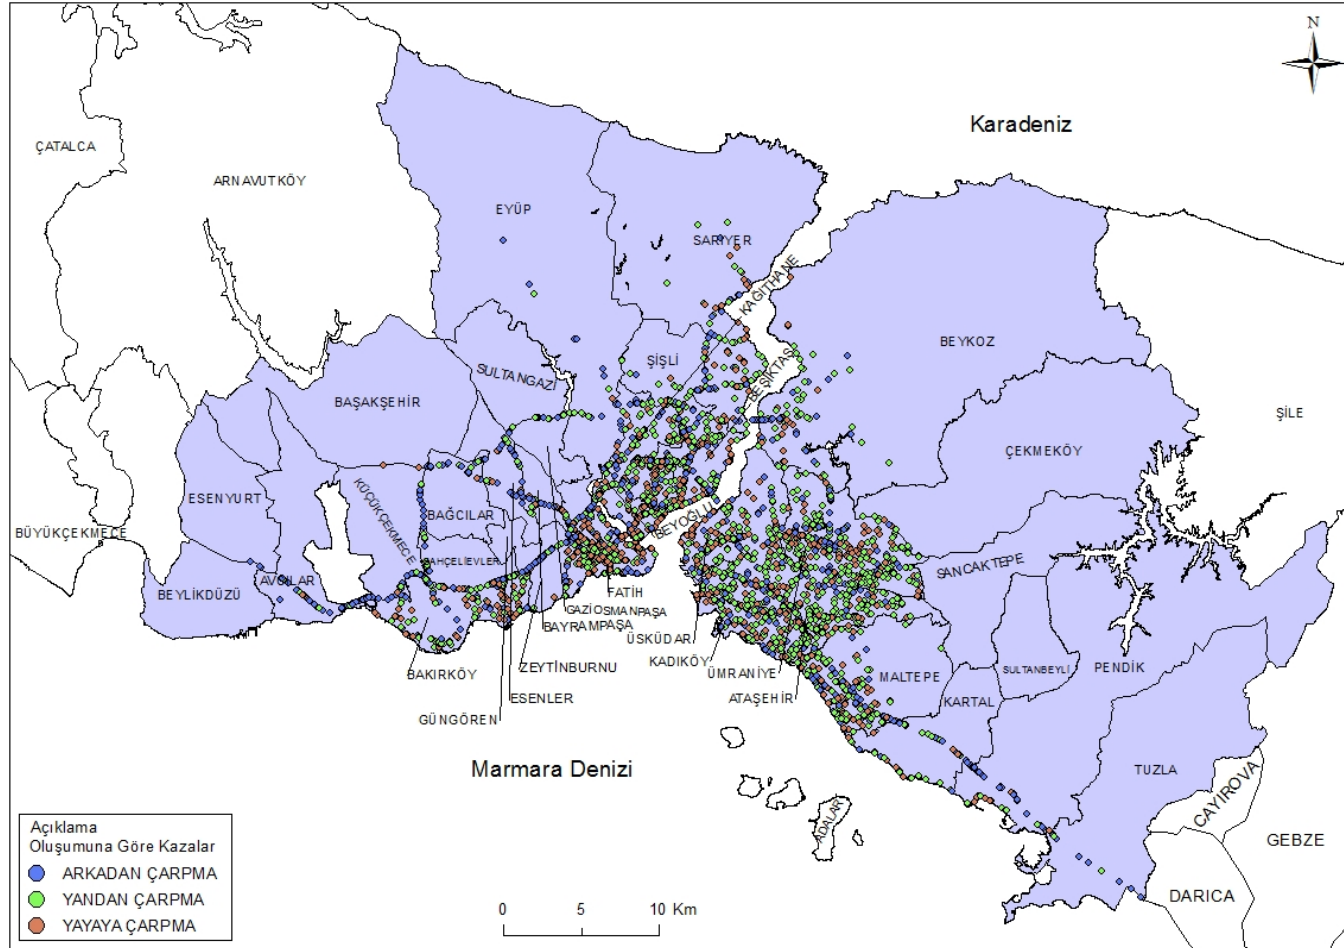 N
Karadeniz
ÇATALCA
ARNAVUTKÖY
EYÜP
SARIYER
KAĞITHANE
BEYKOZ
ŞİŞLİ
BEŞİKTAŞ
SULTANGAZİ
BAŞAKŞEHİR
ŞİLE
ÇEKMEKÖY
ESENYURT
KÜÇÜKÇEKMECE
BAĞCILAR
BÜYÜKÇEKMECE
BEYOĞLU
BAHÇELİEVLER
SANCAKTEPE
AVCILAR
BEYLİKDÜZÜ
FATİH
GAZİOSMANPAŞA
BAYRAMPAŞA
ÜSKÜDAR
KADIKÖY
ZEYTİNBURNU
BAKIRKÖY
ÜMRANİYE
MALTEPE
SULTANBEYLİ
PENDİK
ESENLER
ATAŞEHİR
KARTAL
GÜNGÖREN
Marmara Denizi
TUZLA
CAYIROVA
ADALAR
GEBZE
DARICA
Açıklama
Oluşumuna Göre Kazalar
ARKADAN ÇARPMA
YANDAN ÇARPMA
YAYAYA ÇARPMA
0 5 10 Km